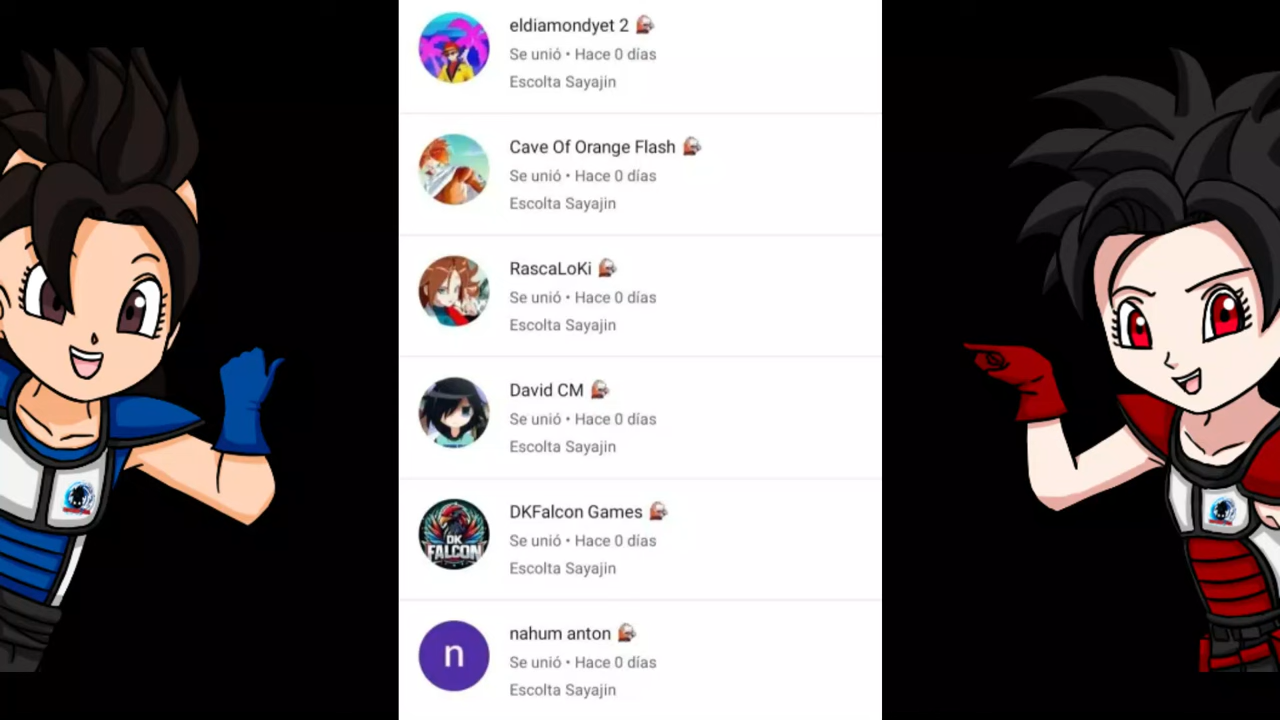 eldiamondyet 2
Se unió • Hace 0 días
Escolta Sayajin
Cave Of Orange Flash
Se unió • Hace 0 días
Escolta Sayajin
RascaLoKi
Se unió • Hace 0 días
Escolta Sayajin
David CM
Se unió • Hace 0 días
Escolta Sayajin
DKFalcon Games
Se unió • Hace 0 días
Escolta Sayajin
DK
FALCON
n
nahum anton
Se unió • Hace 0 días
Escolta Sayajin